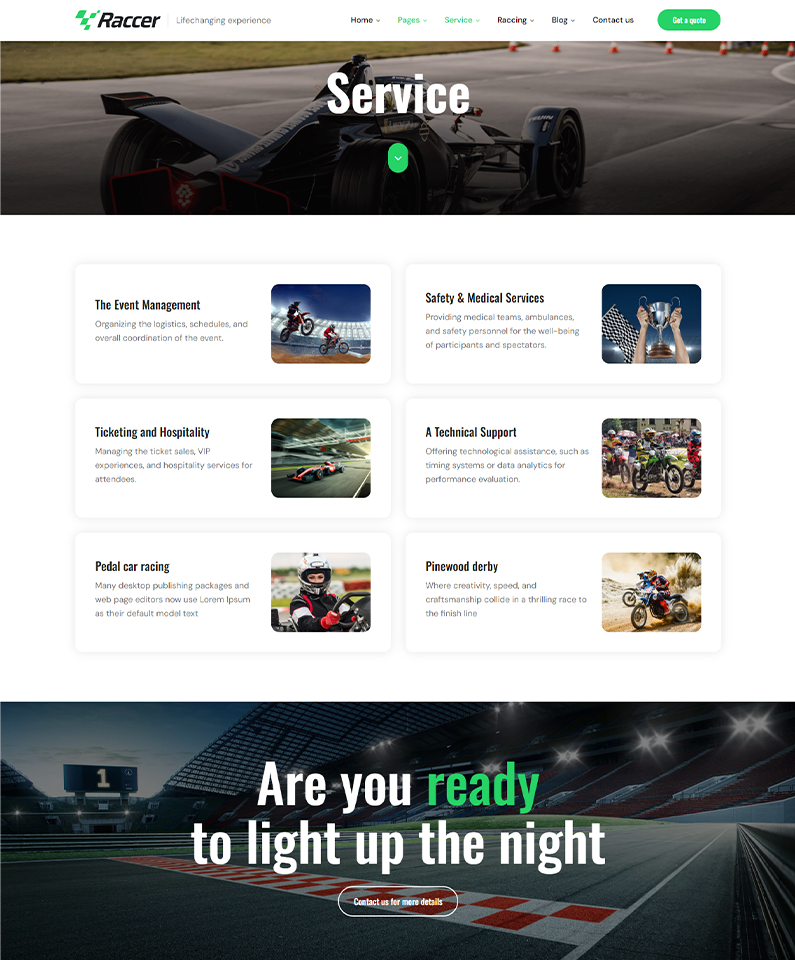 Raccer Lifechanging experience Home Pages Service Raccing Blog Contact us Get a quote
Service
The Event Management
Organizing the logistics, schedules, and
overall coordination of the event.
Safety & Medical Services
Providing medical teams, ambulances,
and safety personnel for the well-being
of participants and spectators.
Ticketing and Hospitality
Managing the ticket sales, VIP
experiences, and hospitality services for
attendees.
A Technical Support
Offering technological assistance, such as
timing systems or data analytics for
performance evaluation.
Pedal car racing
Many desktop publishing packages and
web page editors now use Lorem Ipsum
as their default model text
Pinewood derby
Where creativity, speed, and
craftsmanship collide in a thrilling race to
the finish line
1
Are you ready
to light up the night
Contact us for more details